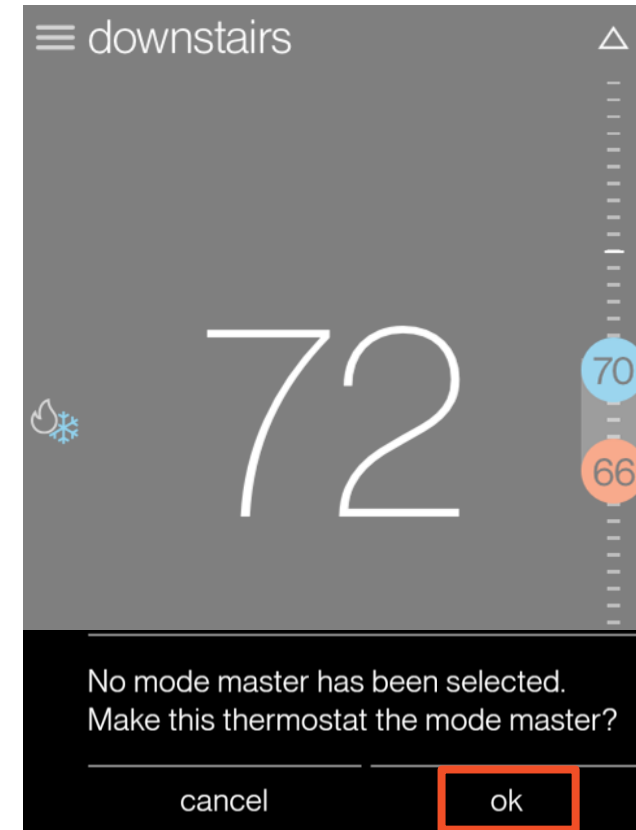 downstairs
72
70
66
No mode master has been selected.
Make this thermostat the mode master?
cancel
ok